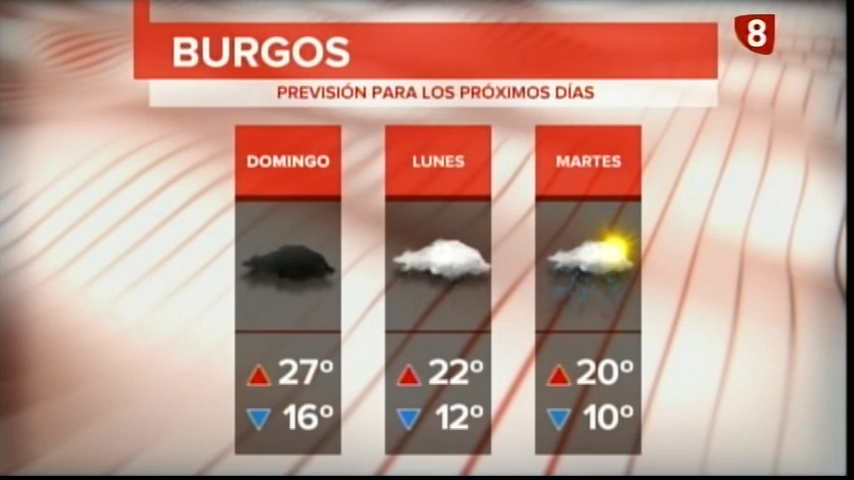 8
BURGOS
PREVISIÓN PARA LOS PRÓXIMOS DÍAS
DOMINGO LUNES MARTES
27º 22º 20º
16º 12º 10º